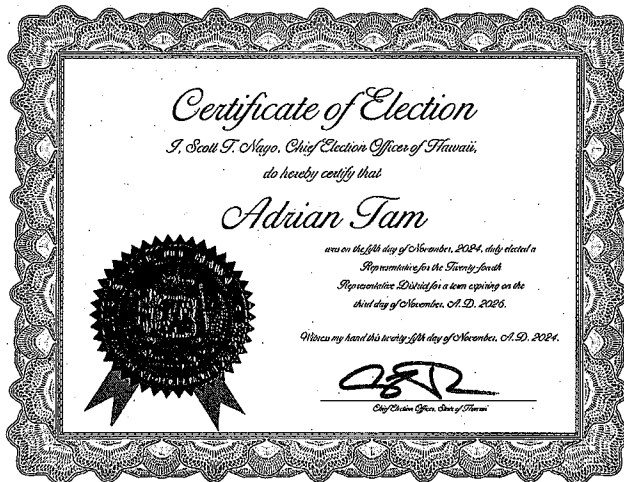 Certificate of Election
I, Scott T. Nago, Chief Election Officer of Hawaii,
do hereby certify that
Adrian Tam
was on the fifth day of November, 2024, duly elected a
Representative for the Twenty-fourth
Representative District for a term expiring on the
third day of November, A.D. 2026.
Witness my hand this twenty-fifth day of November, A.D. 2024.
Chief Election Officer, State of Hawaii